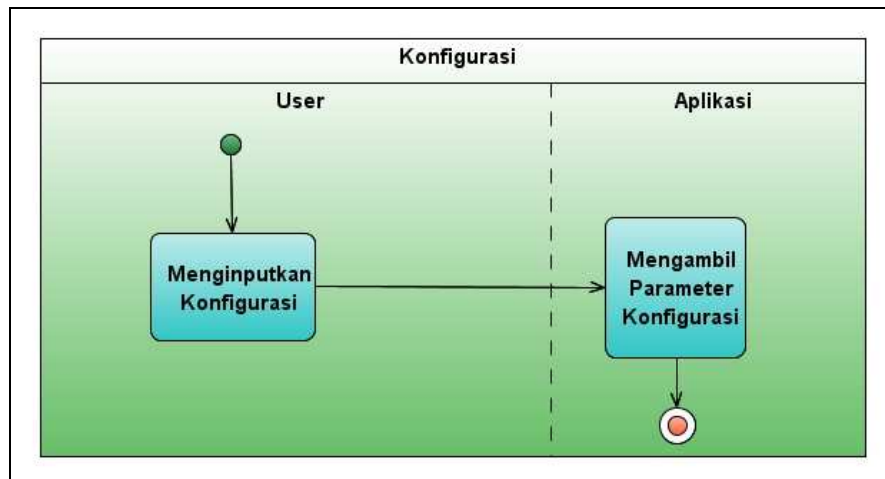 Konfigurasi
User
Aplikasi
Menginputkan
Konfigurasi
Mengambil
Parameter
Konfigurasi